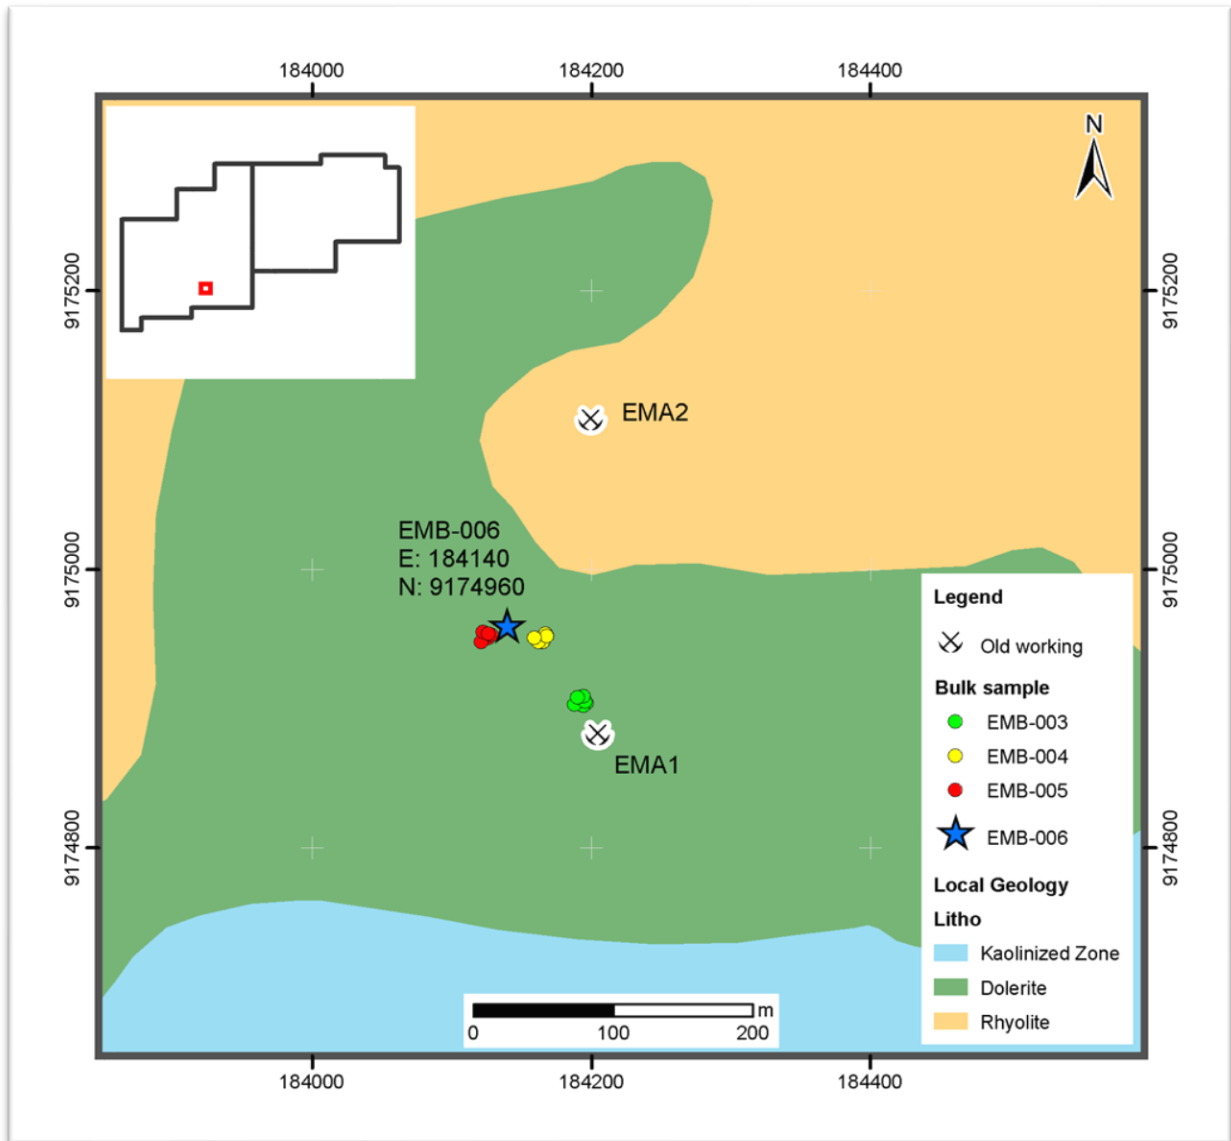 184000
184200
184400
N
9175200
9175200
EMA2
EMB-006
E: 184140
N: 9174960
9175000
9175000
EMA1
9174800
9174800
Legend
Old working
Bulk sample
EMB-003
EMB-004
EMB-005
EMB-006
Local Geology
Litho
Kaolinized Zone
Dolerite
Rhyolite
m
0 100 200
184000
184200
184400